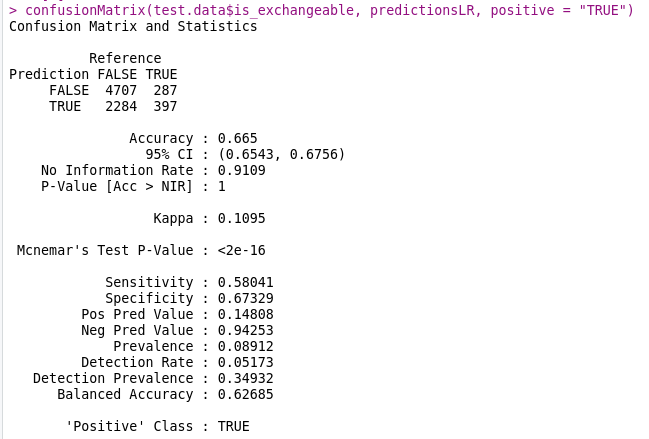 > confusionMatrix(test.data$is_exchangeable, predictionsLR, positive = "TRUE")
Confusion Matrix and Statistics
Reference
Prediction FALSE TRUE
FALSE 4707 287
TRUE 2284 397
Accuracy : 0.665
95% CI : (0.6543, 0.6756)
No Information Rate : 0.9109
P-Value [Acc > NIR] : 1
Kappa : 0.1095
Mcnemar's Test P-Value : <2e-16
Sensitivity : 0.58041
Specificity : 0.67329
Pos Pred Value : 0.14808
Neg Pred Value : 0.94253
Prevalence : 0.08912
Detection Rate : 0.05173
Detection Prevalence : 0.34932
Balanced Accuracy : 0.62685
'Positive' Class : TRUE